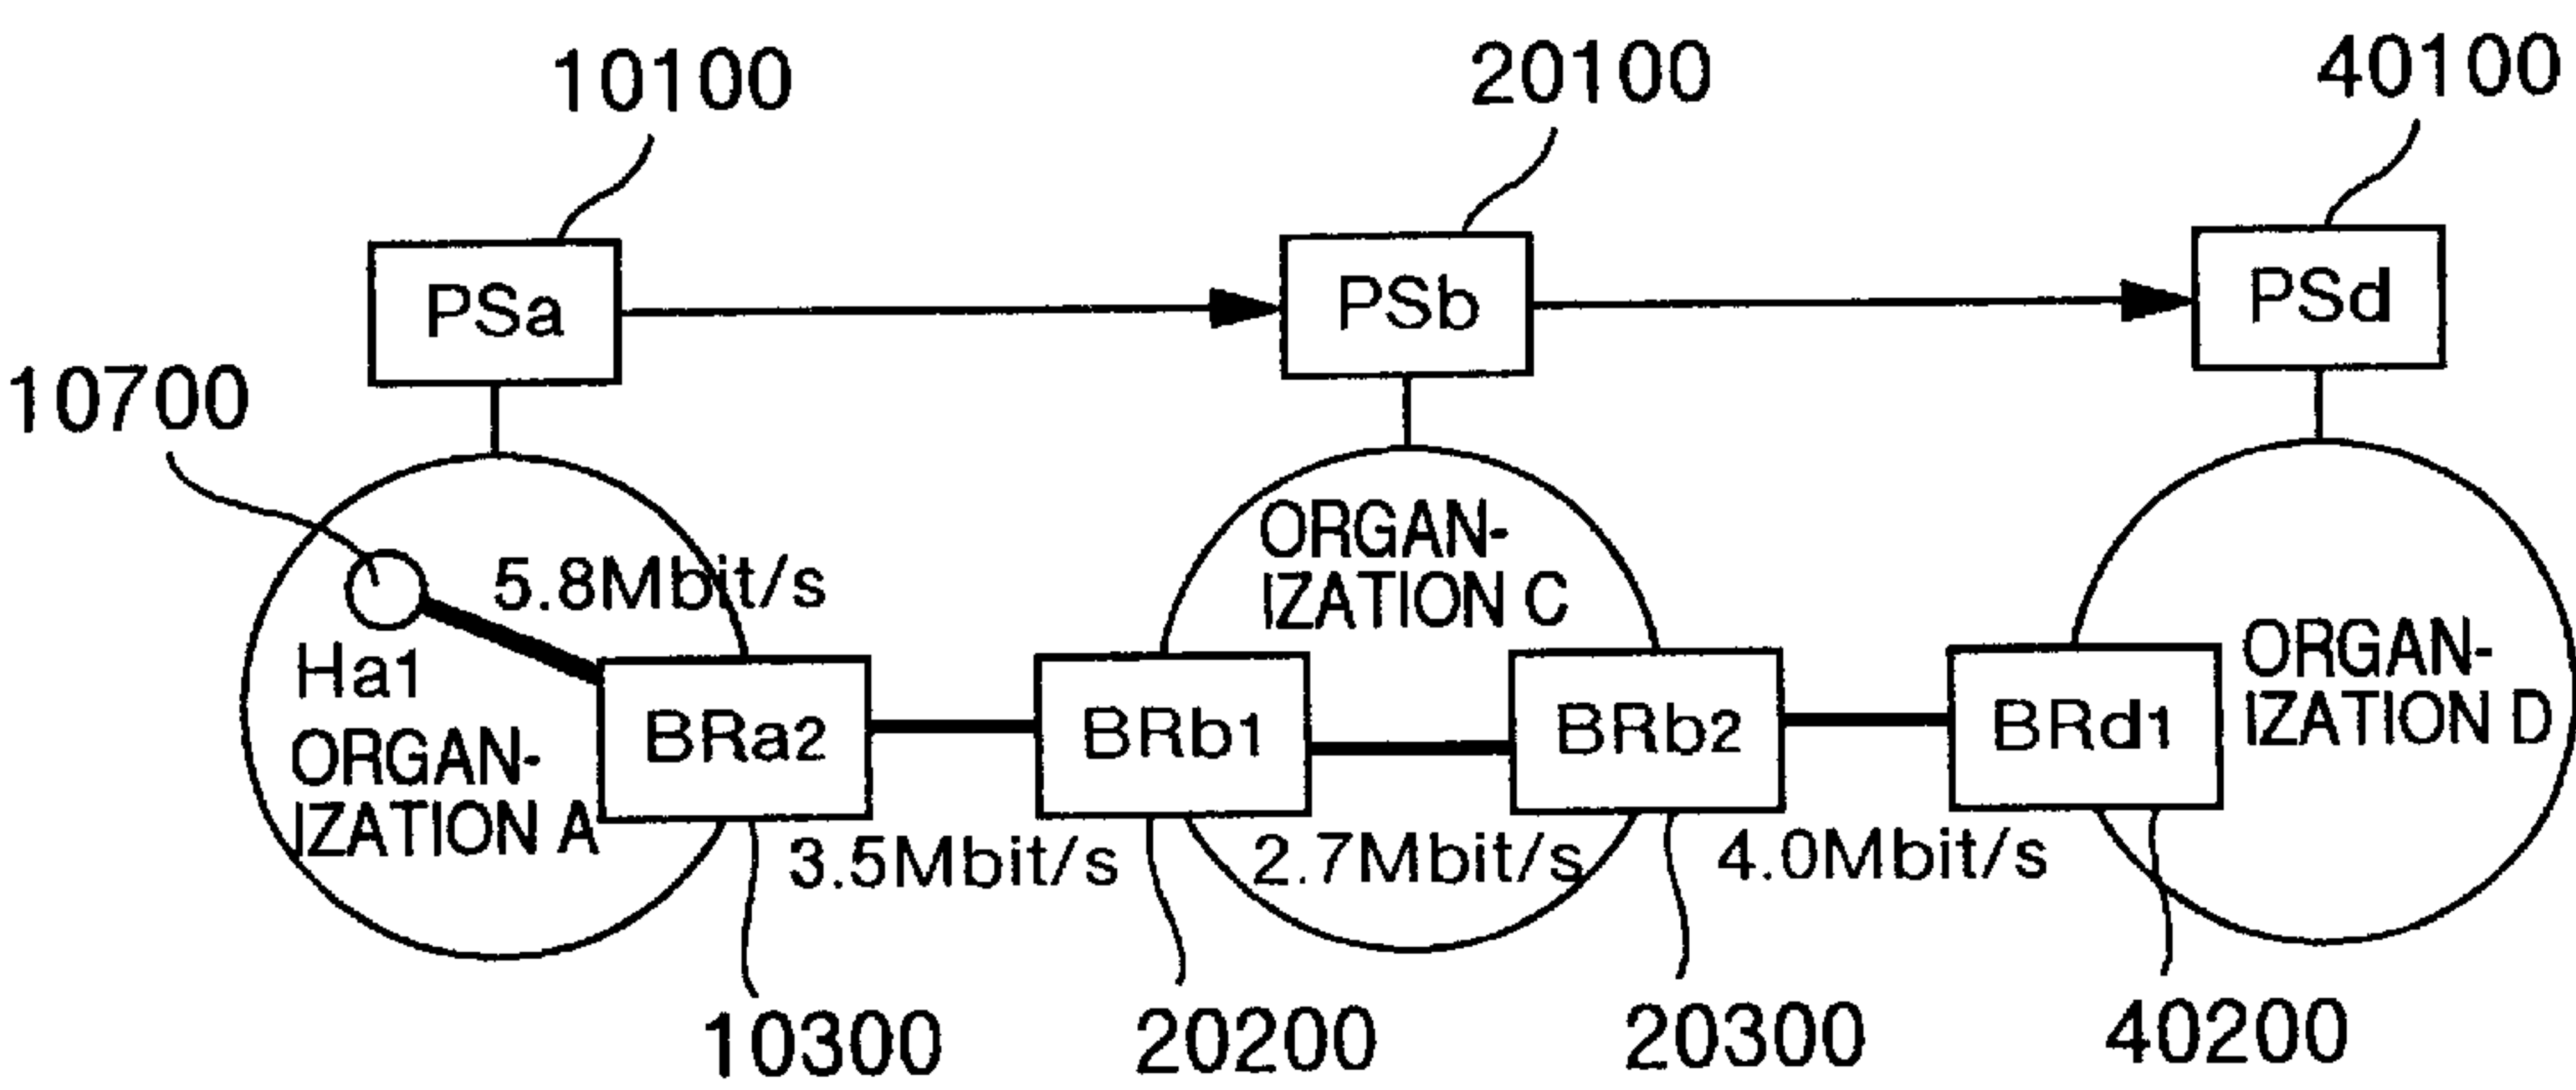 10100
20100
40100
PSa
PSb
PSd
10700
5.8Mbit/s
ORGAN-
IZATION C
Ha1
ORGAN-
IZATION A
BRa2
BRb1
BRb2
BRd1
ORGAN-
IZATION D
3.5Mbit/s
2.7Mbit/s
4.0Mbit/s
10300
20200
20300
40200